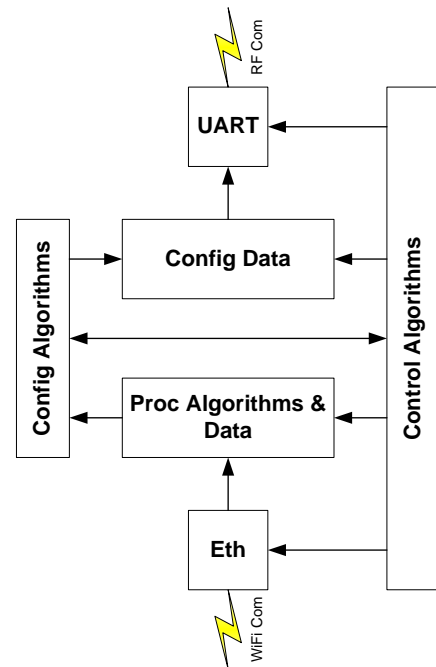 RF Com
UART
Config Data
Config Algorithms
Control Algorithms
Proc Algorithms &
Data
Eth
WiFi Com